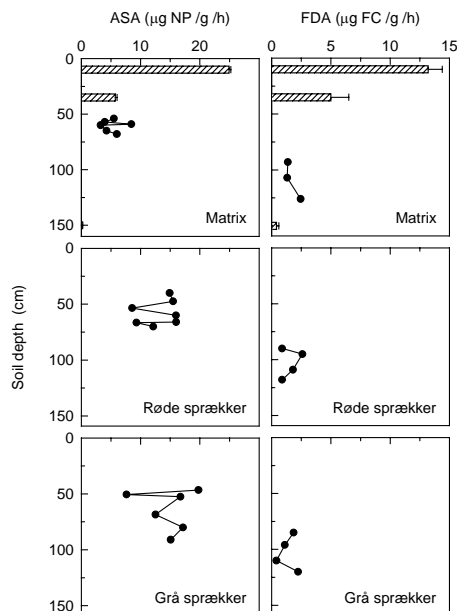 ASA (μg NP /g /h) FDA (μg FC /g /h)
0 10 20 0 5 10 15
0
50
100
150
Matrix Matrix
0
50
100
150
Røde sprækker Røde sprækker
0
50
100
150
Grå sprækker Grå sprækker
Soil depth (cm)